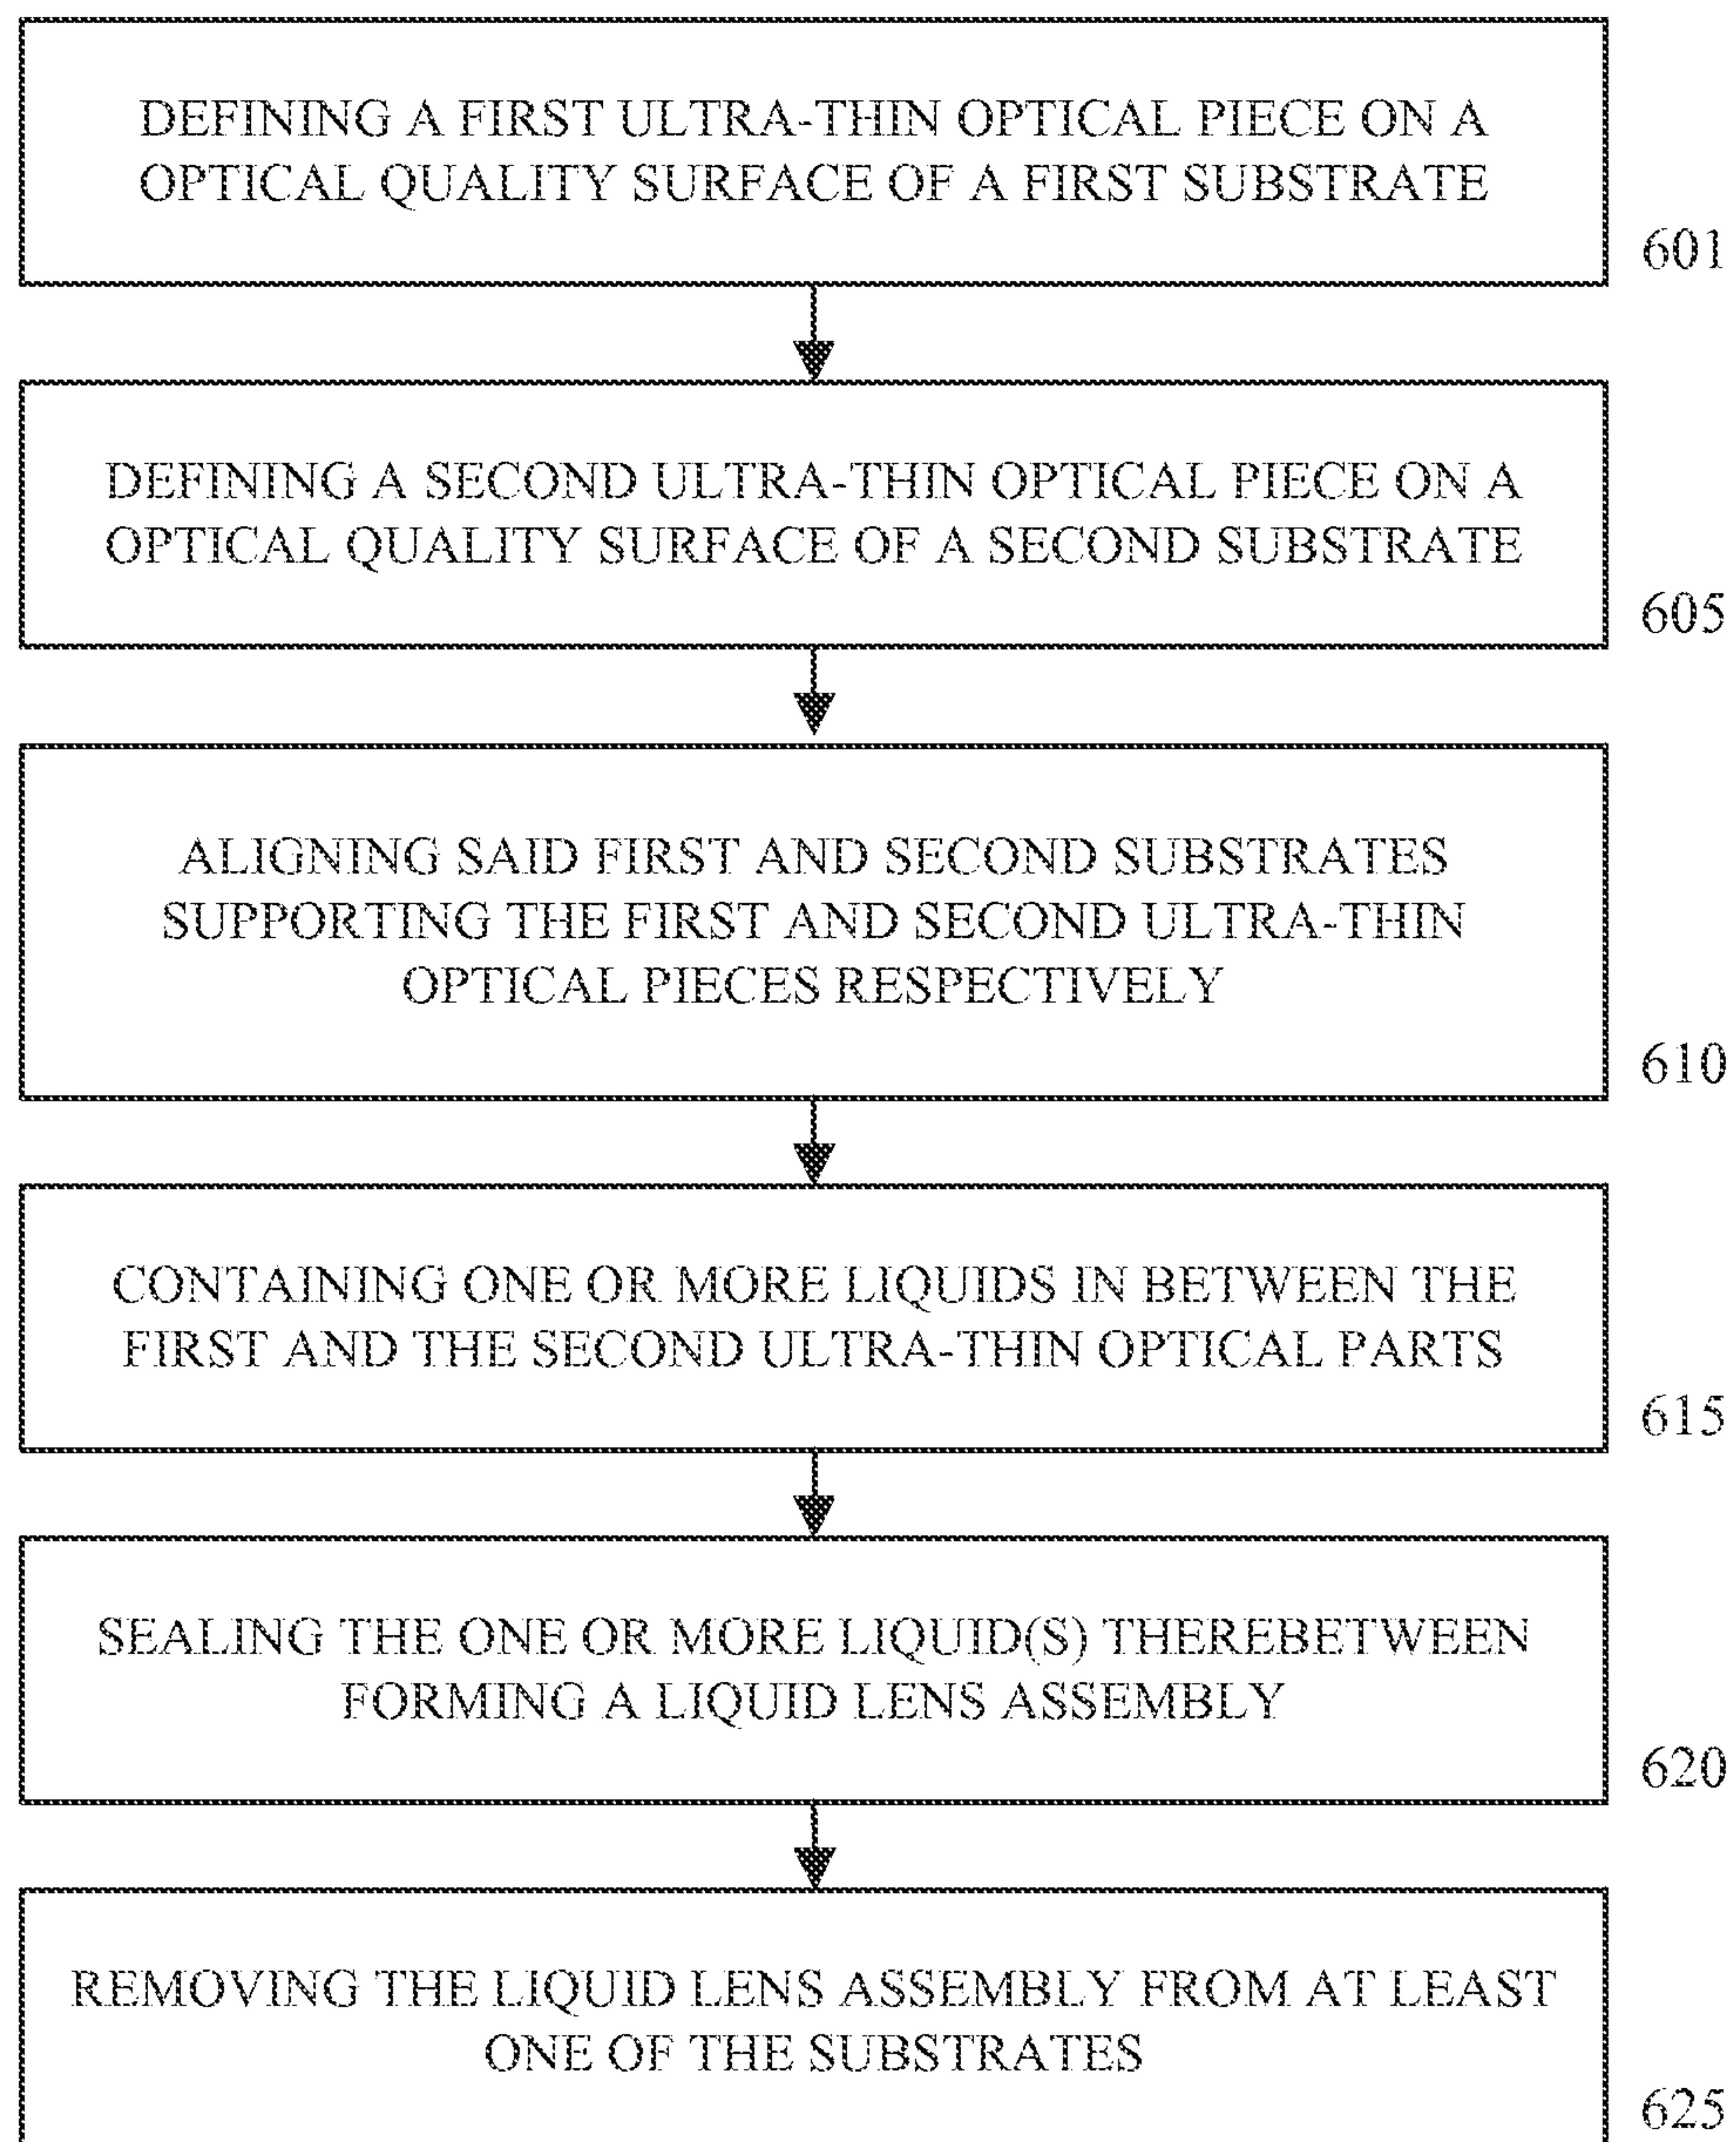 DEFINING A FIRST ULTRA-THIN OPTICAL PIECE ON A
OPTICAL QUALITY SURFACE OF A FIRST SUBSTRATE
601
DEFINING A SECOND ULTRA-THIN OPTICAL PIECE ON A
OPTICAL QUALITY SURFACE OF A SECOND SUBSTRATE
605
ALIGNING SAID FIRST AND SECOND SUBSTRATES
SUPPORTING THE FIRST AND SECOND ULTRA-THIN
OPTICAL PIECES RESPECTIVELY
610
CONTAINING ONE OR MORE LIQUIDS IN BETWEEN THE
FIRST AND THE SECOND ULTRA-THIN OPTICAL PARTS
615
SEALING THE ONE OR MORE LIQUID(S) THEREBETWEEN
FORMING A LIQUID LENS ASSEMBLY
620
REMOVING THE LIQUID LENS ASSEMBLY FROM AT LEAST
ONE OF THE SUBSTRATES
625